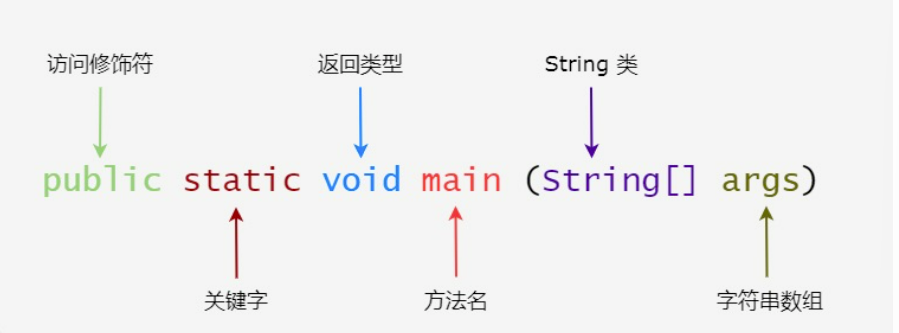 访问修饰符 返回类型 String 类
public static void main (String[] args)
关键字 方法名 字符串数组